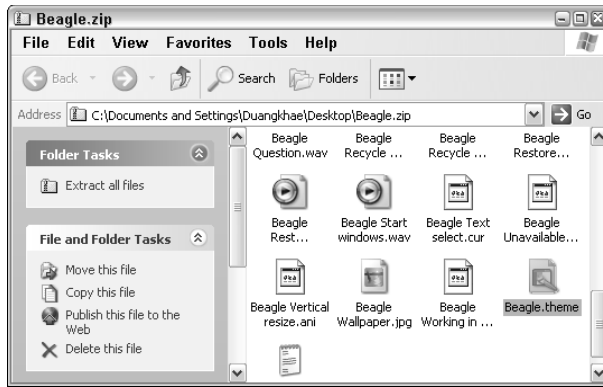 Beagle.zip
File Edit View Favorites Tools Help
Back Search Folders
Address C:\Documents and Settings\Duangkhae\Desktop\Beagle.zip Go
Folder Tasks
Extract all files
File and Folder Tasks
Move this file
Copy this file
Publish this file to the
Web
Delete this file
Beagle Beagle Beagle Beagle
Question.wav Recycle ... Recycle ... Restore...
Beagle Beagle Start Beagle Text Beagle
Rest... windows.wav select.cur Unavailable...
Beagle Vertical Beagle Beagle Beagle.theme
resize.ani Wallpaper.jpg Working in ...